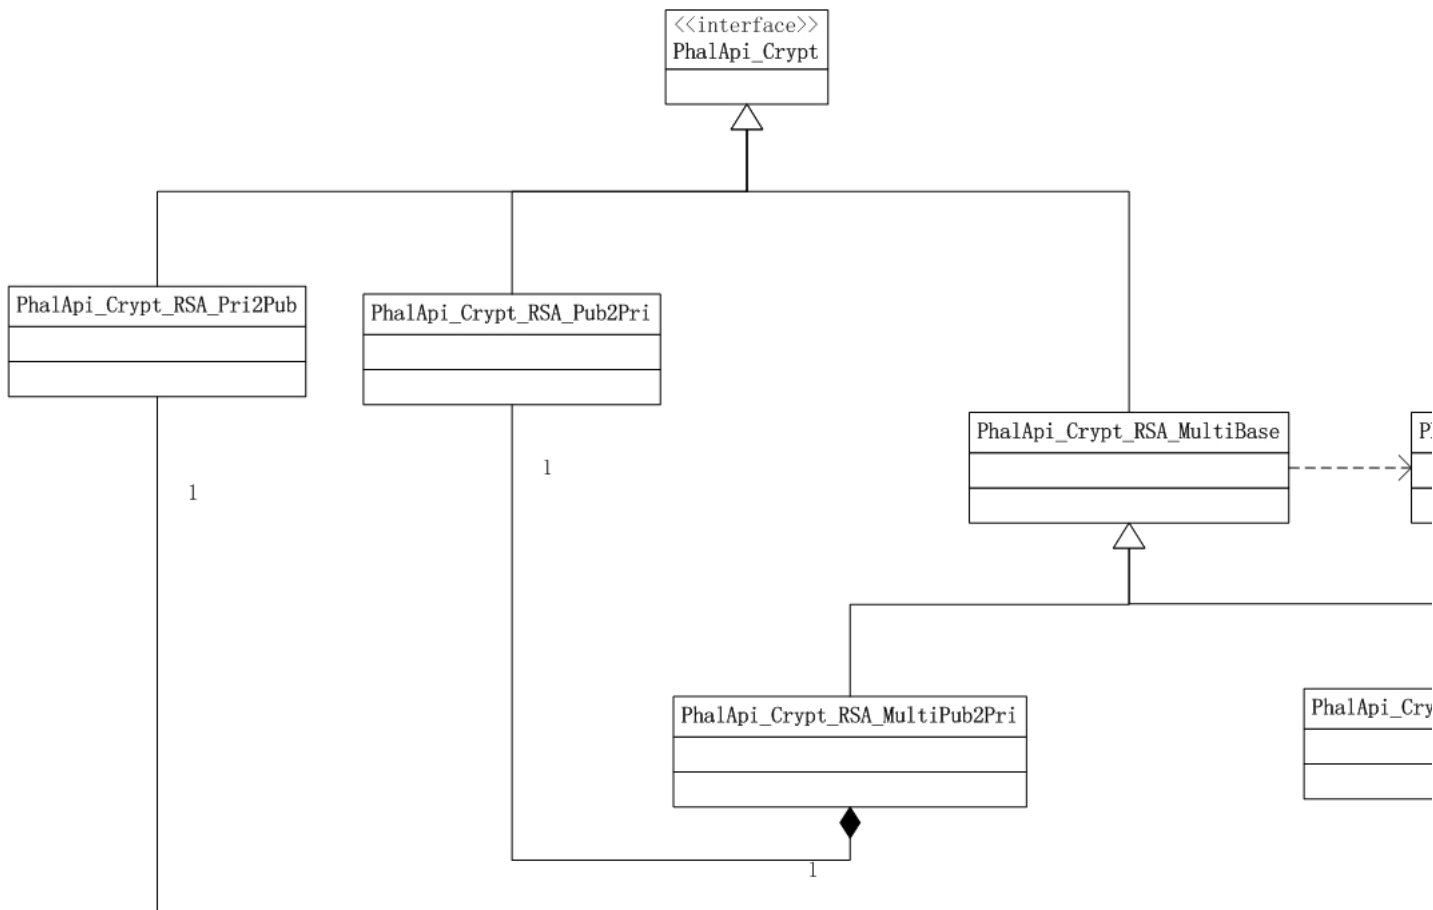 <<interface>>
PhalApi_Crypt
PhalApi_Crypt_RSA_Pri2Pub
PhalApi_Crypt_RSA_Pub2Pri
PhalApi_Crypt_RSA_MultiBase
1
1
PhalApi_Crypt_RSA_MultiPub2Pri
1